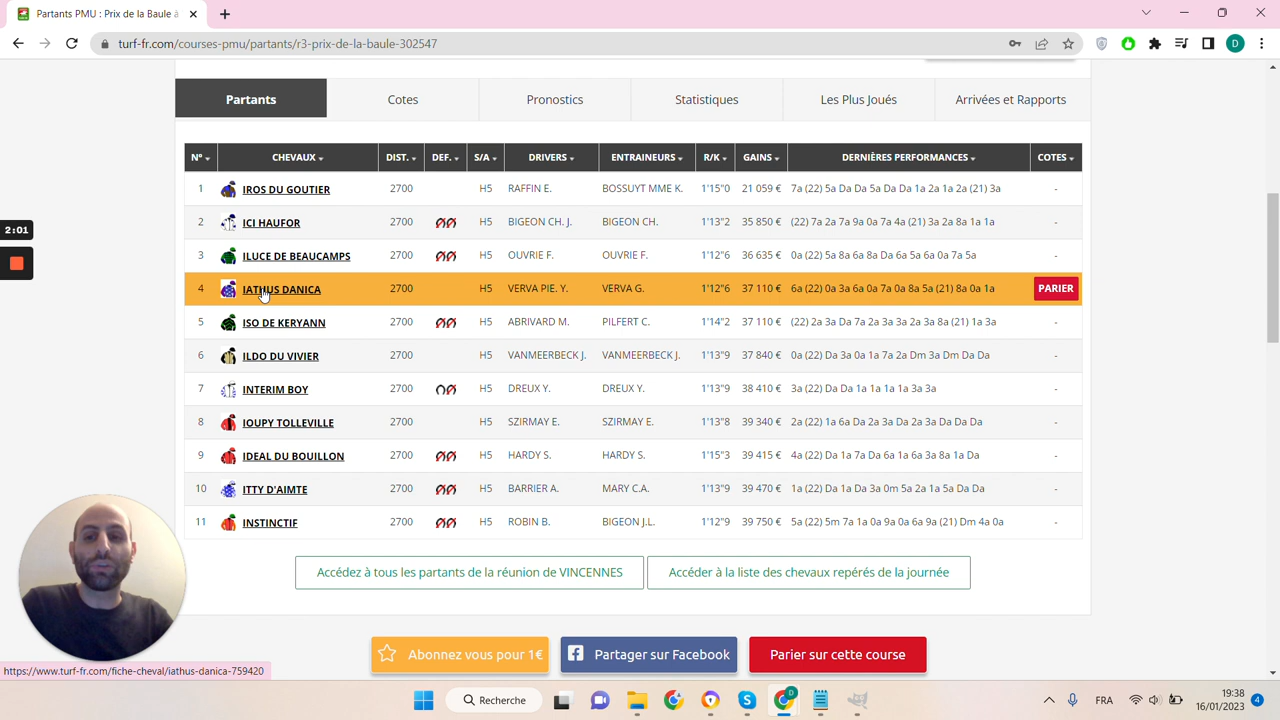 Partants PMU : Prix de la Baule à
turf-fr.com/courses-pmu/partants/r3-prix-de-la-baule-302547
D
Partants Cotes Pronostics Statistiques Les Plus Joués Arrivées et Rapports
N° CHEVAUX DIST. DEF. S/A DRIVERS ENTRAINEURS R/K GAINS DERNIÈRES PERFORMANCES COTES
1 IROS DU GOUTIER 2700 H5 RAFFIN E. BOSSUYT MME K. 1'15"0 21 059 € 7a (22) 5a Da Da 5a Da Da 1a 2a 1a 2a (21) 3a -
2 ICI HAUFOR 2700 H5 BIGEON CH. J. BIGEON CH. 1'13"2 35 850 € (22) 7a 2a 7a 9a 0a 7a 4a (21) 3a 2a 8a 1a 1a -
2:01
3 ILUCE DE BEAUCAMPS 2700 H5 OUVRIE F. OUVRIE F. 1'12"6 36 635 € 0a (22) 5a 8a 6a 8a Da 6a 5a 6a 0a 7a 5a -
4 IATHUS DANICA 2700 H5 VERVA PIE. Y. VERVA G. 1'12"6 37 110 € 6a (22) 0a 3a 6a 0a 7a 0a 8a 5a (21) 8a 0a 1a PARIER
5 ISO DE KERYANN 2700 H5 ABRIVARD M. PILFERT C. 1'14"2 37 110 € (22) 2a 3a Da 7a 2a 3a 3a 2a 3a 8a (21) 1a 3a -
6 ILDO DU VIVIER 2700 H5 VANMEERBECK J. VANMEERBECK J. 1'13"9 37 840 € 0a (22) Da 3a 0a 1a 7a 2a Dm 3a Dm Da Da -
7 INTERIM BOY 2700 H5 DREUX Y. DREUX Y. 1'13"9 38 410 € 3a (22) Da Da 1a 1a 1a 1a 3a 3a -
8 IOUPY TOLLEVILLE 2700 H5 SZIRMAY E. SZIRMAY E. 1'13"8 39 340 € 2a (22) 1a 6a Da 2a 3a Da 2a 3a Da Da Da -
9 IDEAL DU BOUILLON 2700 H5 HARDY S. HARDY S. 1'15"3 39 415 € 4a (22) Da 1a 7a Da 6a 1a 6a 3a 8a 1a Da -
10 ITTY D'AIMTE 2700 H5 BARRIER A. MARY C.A. 1'13"9 39 470 € 1a (22) Da 1a Da 3a 0m 5a 2a 1a 5a Da Da -
11 INSTINCTIF 2700 H5 ROBIN B. BIGEON J.L. 1'12"9 39 750 € 5a (22) 5m 7a 1a 0a 9a 0a 6a 3a (21) Dm 4a 0a -
Accédez à tous les partants de la réunion de VINCENNES Accéder à la liste des chevaux repérés de la journée
Abonnez vous pour 1€ Partager sur Facebook Parier sur cette course
https://www.turf-fr.com/fiche-cheval/iathus-danica-759420
Recherche FRA 19:38
16/01/2023 4